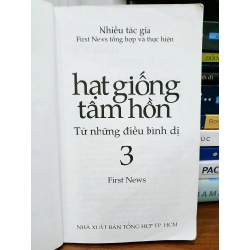 Nhiều tác giả
First News tổng hợp và thực hiện
hạt giống
tâm hồn
Từ những điều bình dị
3
First News
NHÀ XUẤT BẢN TỔNG HỢP TP. HCM